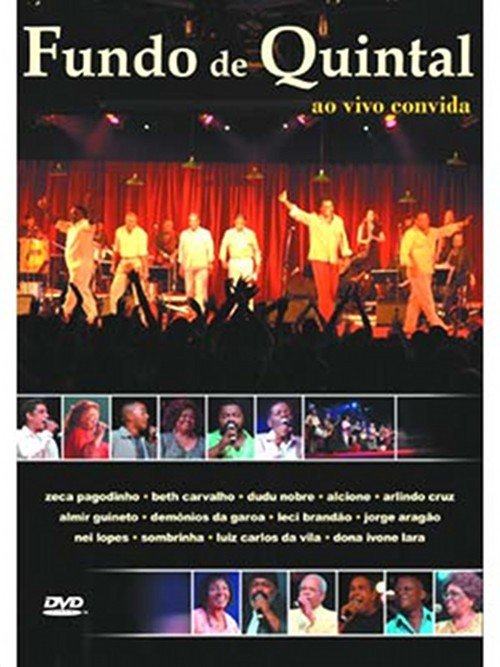 Fundo de Quintal
ao vivo convida
zeca pagodinho • beth carvalho • dudu nobre • alcione • arlindo cruz
almir guineto • demônios da garoa • leci brandão • jorge aragão
nei lopes • sombrinha • luiz carlos da vila • dona ivone lara
DVD